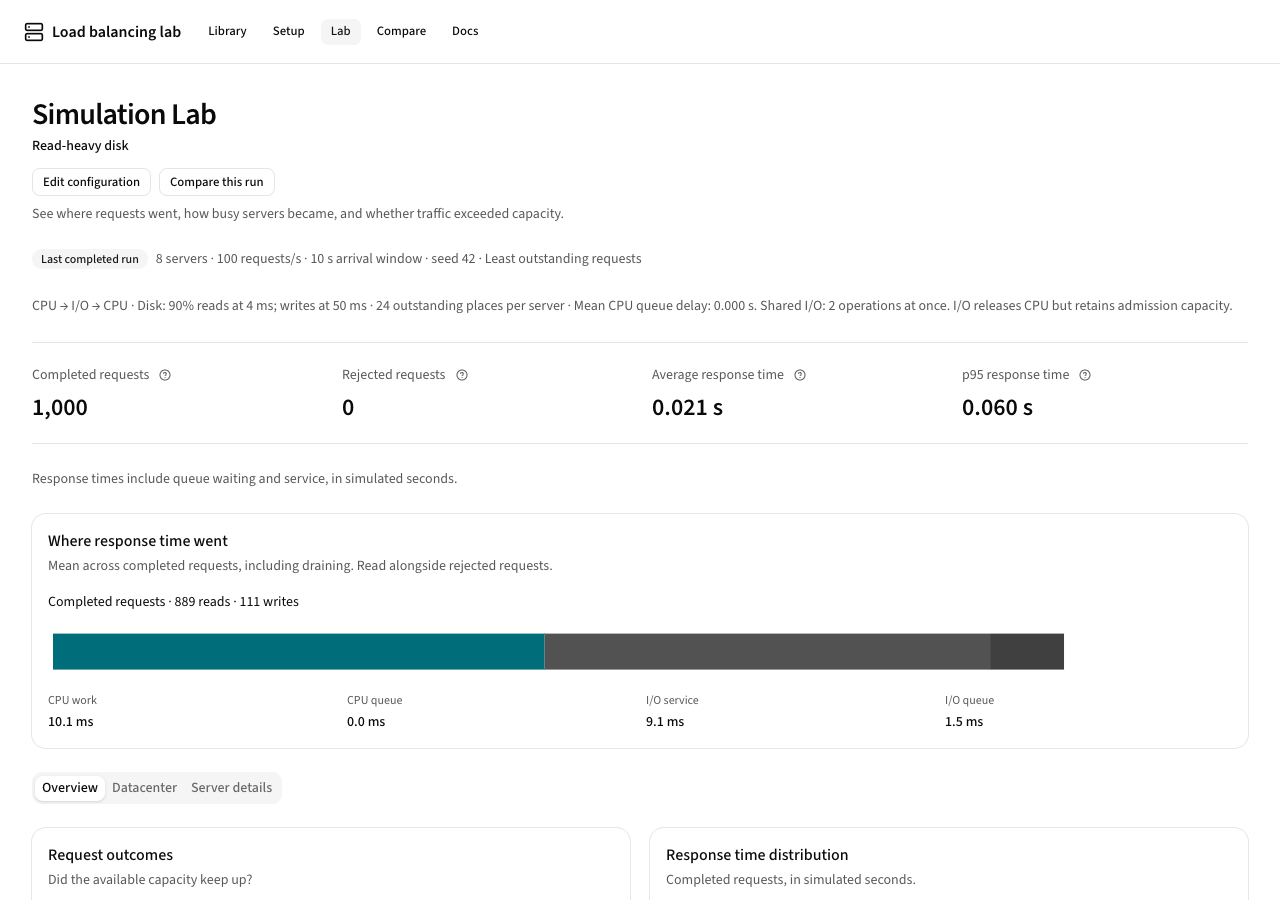 Load balancing lab
Library
Setup
Lab
Compare
Docs
Simulation Lab
Read-heavy disk
Edit configuration
Compare this run
See where requests went, how busy servers became, and whether traffic exceeded capacity.
Last completed run
8 servers · 100 requests/s · 10 s arrival window · seed 42 · Least outstanding requests
CPU → I/O → CPU · Disk: 90% reads at 4 ms; writes at 50 ms · 24 outstanding places per server · Mean CPU queue delay: 0.000 s. Shared I/O: 2 operations at once. I/O releases CPU but retains admission capacity.
Completed requests
Rejected requests
Average response time
p95 response time
1,000
0
0.021 s
0.060 s
Response times include queue waiting and service, in simulated seconds.
Where response time went
Mean across completed requests, including draining. Read alongside rejected requests.
Completed requests · 889 reads · 111 writes
CPU work
CPU queue
I/O service
I/O queue
10.1 ms
0.0 ms
9.1 ms
1.5 ms
Overview
Datacenter
Server details
Request outcomes
Did the available capacity keep up?
Response time distribution
Completed requests, in simulated seconds.